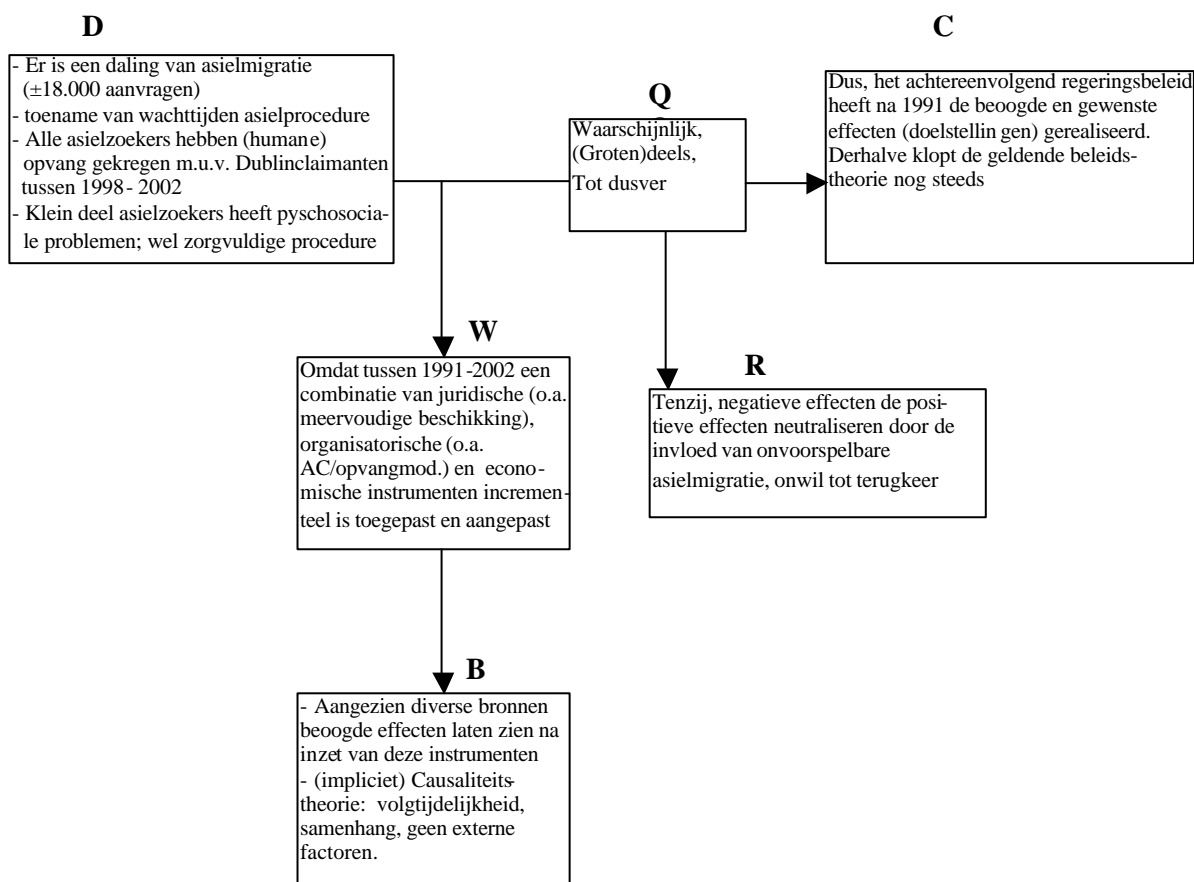 D
- Er is een daling van asielmigratie
(±18.000 aanvragen)
- toename van wachttijden asielprocedure
- Alle asielzoekers hebben (humane)
opvang gekregen m.u.v. Dublinclaimanten
tussen 1998- 2002
- Klein deel asielzoekers heeft pyschosocia-
le problemen; wel zorgvuldige procedure
Q
Waarschijnlijk,
(Groten)deels,
Tot dusver
C
Dus, het achtereenvolgend regeringsbeleid
heeft na 1991 de beoogde en gewenste
effecten (doelstellin gen) gerealiseerd.
Derhalve klopt de geldende beleids-
theorie nog steeds
W
Omdat tussen 1991-2002 een
combinatie van juridische (o.a.
meervoudige beschikking),
organisatorische (o.a.
AC/opvangmod.) en econo-
mische instrumenten incremen-
teel is toegepast en aangepast
R
Tenzij, negatieve effecten de posi-
tieve effecten neutraliseren door de
invloed van onvoorspelbare
asielmigratie, onwil tot terugkeer
B
- Aangezien diverse bronnen
beoogde effecten laten zien na
inzet van deze instrumenten
- (impliciet) Causaliteits-
theorie: volgtijdelijkheid,
samenhang, geen externe
factoren.